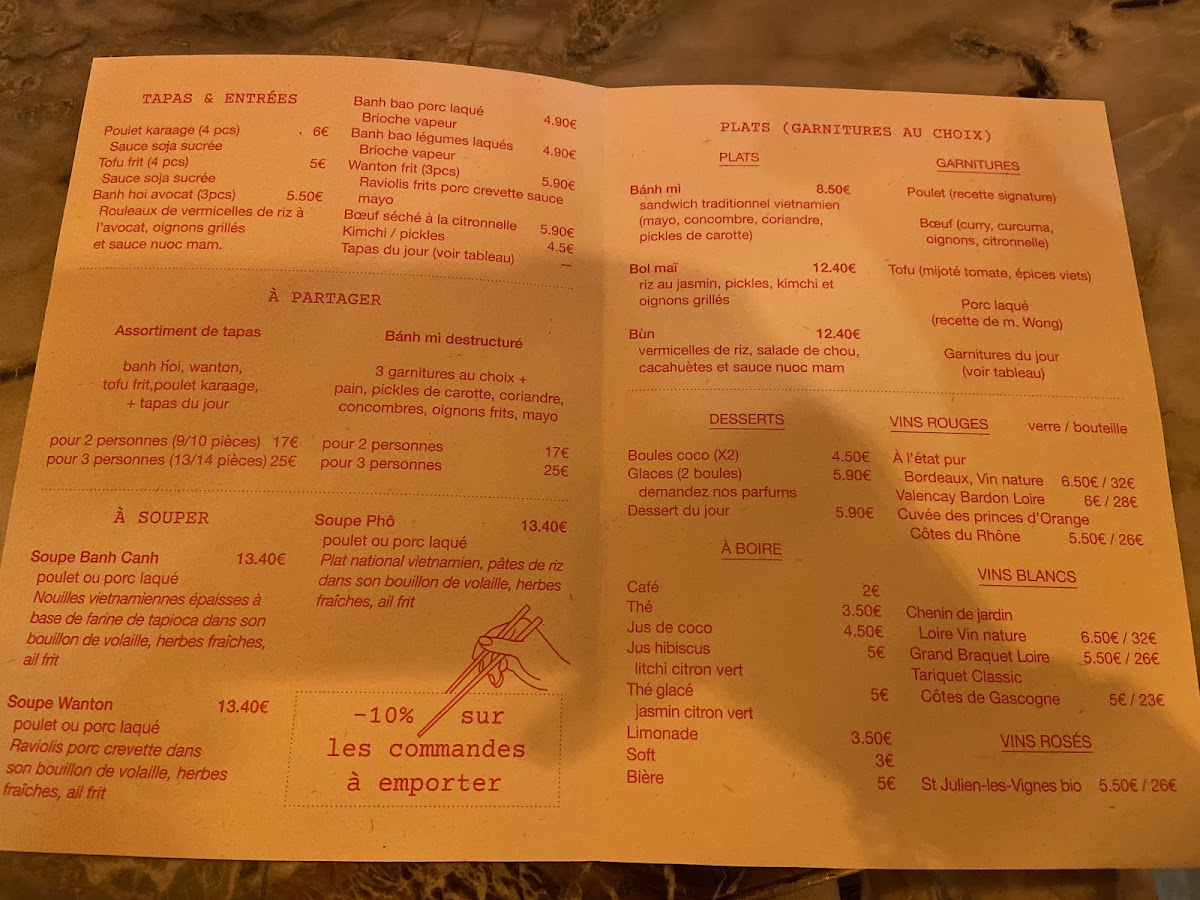 TAPAS & ENTRÉES
Poulet karaage (4 pcs) 6€
Sauce soja sucrée
Tofu frit (4 pcs) 5€
Sauce soja sucrée
Banh hoi avocat (3pcs) 5.50€
Rouleaux de vermicelles de riz à
l'avocat, oignons grillés
et sauce nuoc mam.
Banh bao porc laqué
Brioche vapeur 4.90€
Banh bao légumes laqués
Brioche vapeur 4.90€
Wanton frit (3pcs) 5.90€
Raviolis frits porc crevette sauce
mayo
Bœuf séché à la citronnelle 5.90€
Kimchi / pickles 4.5€
Tapas du jour (voir tableau) –
À PARTAGER
Assortiment de tapas
banh hoi, wanton,
tofu frit,poulet karaage,
+ tapas du jour
pour 2 personnes (9/10 pièces) 17€
pour 3 personnes (13/14 pièces) 25€
Bánh mì destructuré
3 garnitures au choix +
pain, pickles de carotte, coriandre,
concombres, oignons frits, mayo
pour 2 personnes 17€
pour 3 personnes 25€
À SOUPER
Soupe Banh Canh 13.40€
poulet ou porc laqué
Nouilles vietnamiennes épaisses à
base de farine de tapioca dans son
bouillon de volaille, herbes fraîches,
ail frit
Soupe Wanton 13.40€
poulet ou porc laqué
Raviolis porc crevette dans
son bouillon de volaille, herbes
fraîches, ail frit
Soupe Phô 13.40€
poulet ou porc laqué
Plat national vietnamien, pâtes de riz
dans son bouillon de volaille, herbes
fraîches, ail frit
-10% sur
les commandes
à emporter
PLATS (GARNITURES AU CHOIX)
PLATS
Bánh mì 8.50€
sandwich traditionnel vietnamien
(mayo, concombre, coriandre,
pickles de carotte)
Bol maï 12.40€
riz au jasmin, pickles, kimchi et
oignons grillés
Bùn 12.40€
vermicelles de riz, salade de chou,
cacahuètes et sauce nuoc mam
GARNITURES
Poulet (recette signature)
Bœuf (curry, curcuma,
oignons, citronnelle)
Tofu (mijoté tomate, épices viets)
Porc laqué
(recette de m. Wong)
Garnitures du jour
(voir tableau)
DESSERTS
Boules coco (X2) 4.50€
Glaces (2 boules) 5.90€
demandez nos parfums
Dessert du jour 5.90€
À BOIRE
Café 2€
Thé 3.50€
Jus de coco 4.50€
Jus hibiscus 5€
litchi citron vert
Thé glacé 5€
jasmin citron vert
Limonade 3.50€
Soft 3€
Bière 5€
VINS ROUGES verre / bouteille
À l'état pur
Bordeaux, Vin nature 6.50€ / 32€
Valencay Bardon Loire 6€ / 28€
Cuvée des princes d'Orange
Côtes du Rhône 5.50€ / 26€
VINS BLANCS
Chenin de jardin
Loire Vin nature 6.50€ / 32€
Grand Braquet Loire 5.50€ / 26€
Tariquet Classic
Côtes de Gascogne 5€ / 23€
VINS ROSÉS
St Julien-les-Vignes bio 5.50€ / 26€